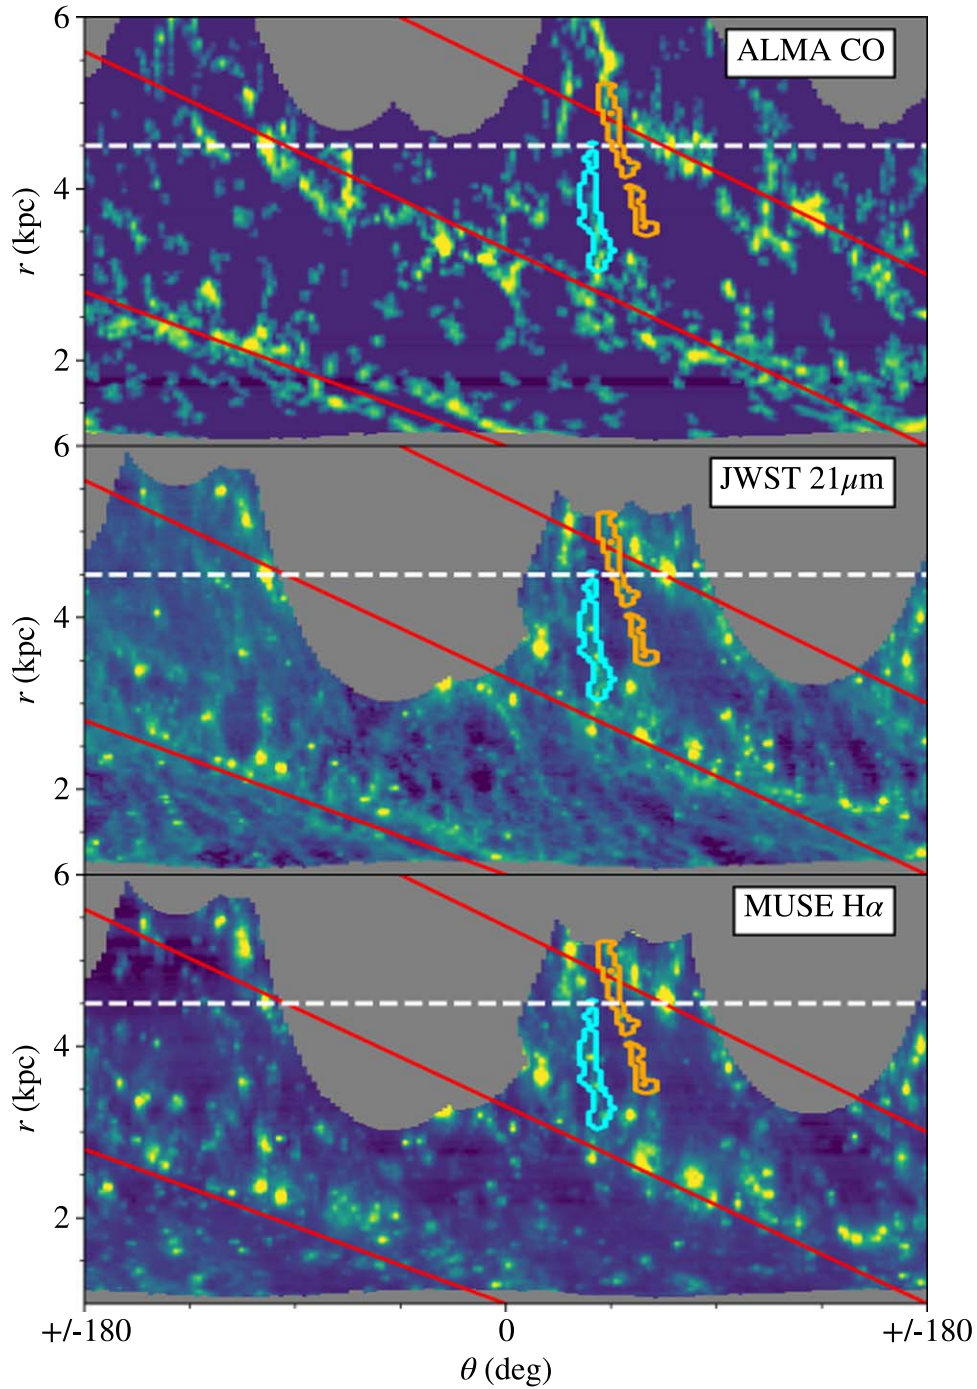 6
ALMA CO
4
r (kpc)
2
6
JWST 21μm
4
r (kpc)
2
6
MUSE Hα
4
r (kpc)
2
+/-180
0
+/-180
θ (deg)